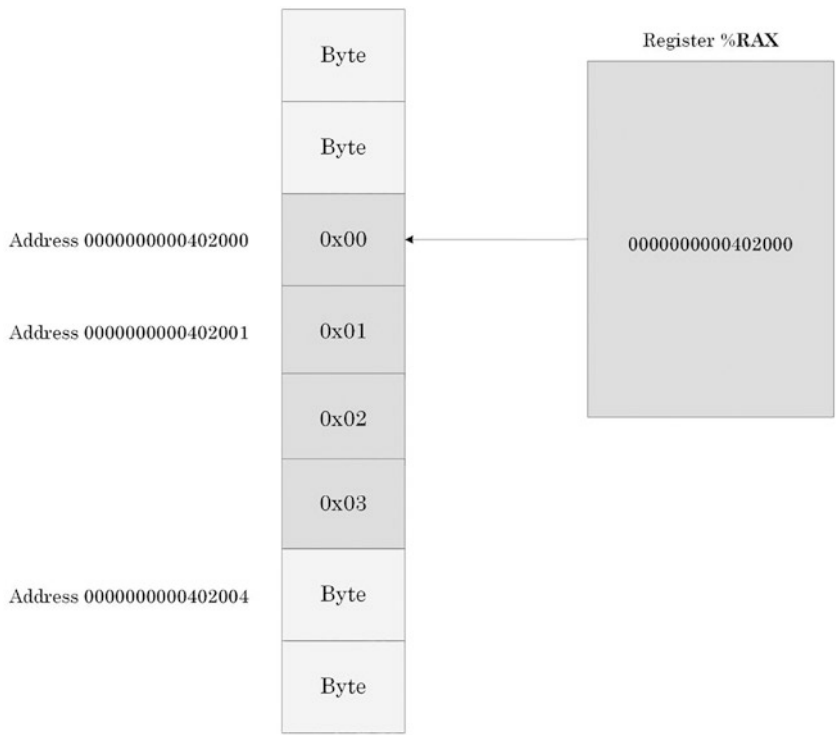 Byte
Register %RAX
Byte
Address 0000000000402000
0x00
0000000000402000
Address 0000000000402001
0x01
0x02
0x03
Address 0000000000402004
Byte
Byte